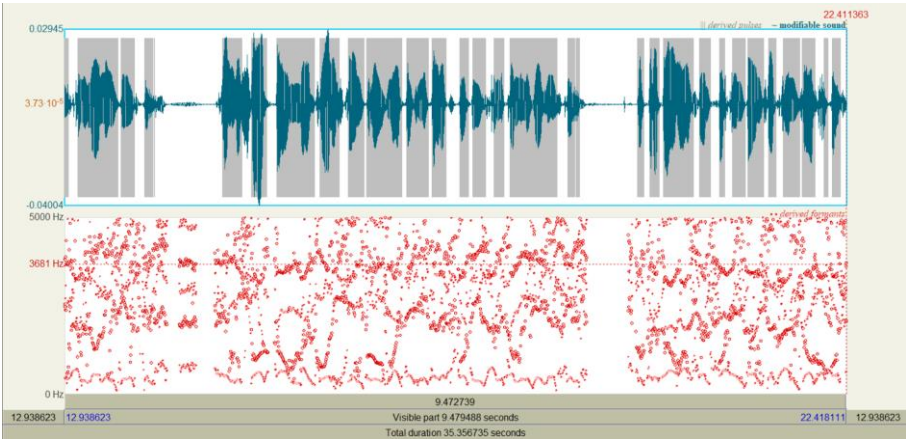 22.411363
0.02945
|| derived pulses ~ modifiable sound
3.73·10⁻⁵
-0.04004
5000 Hz
derived formants
3681 Hz
0 Hz
9.472739
12.938623 12.938623 Visible part 9.479488 seconds 22.418111 12.938623
Total duration 35.356735 seconds